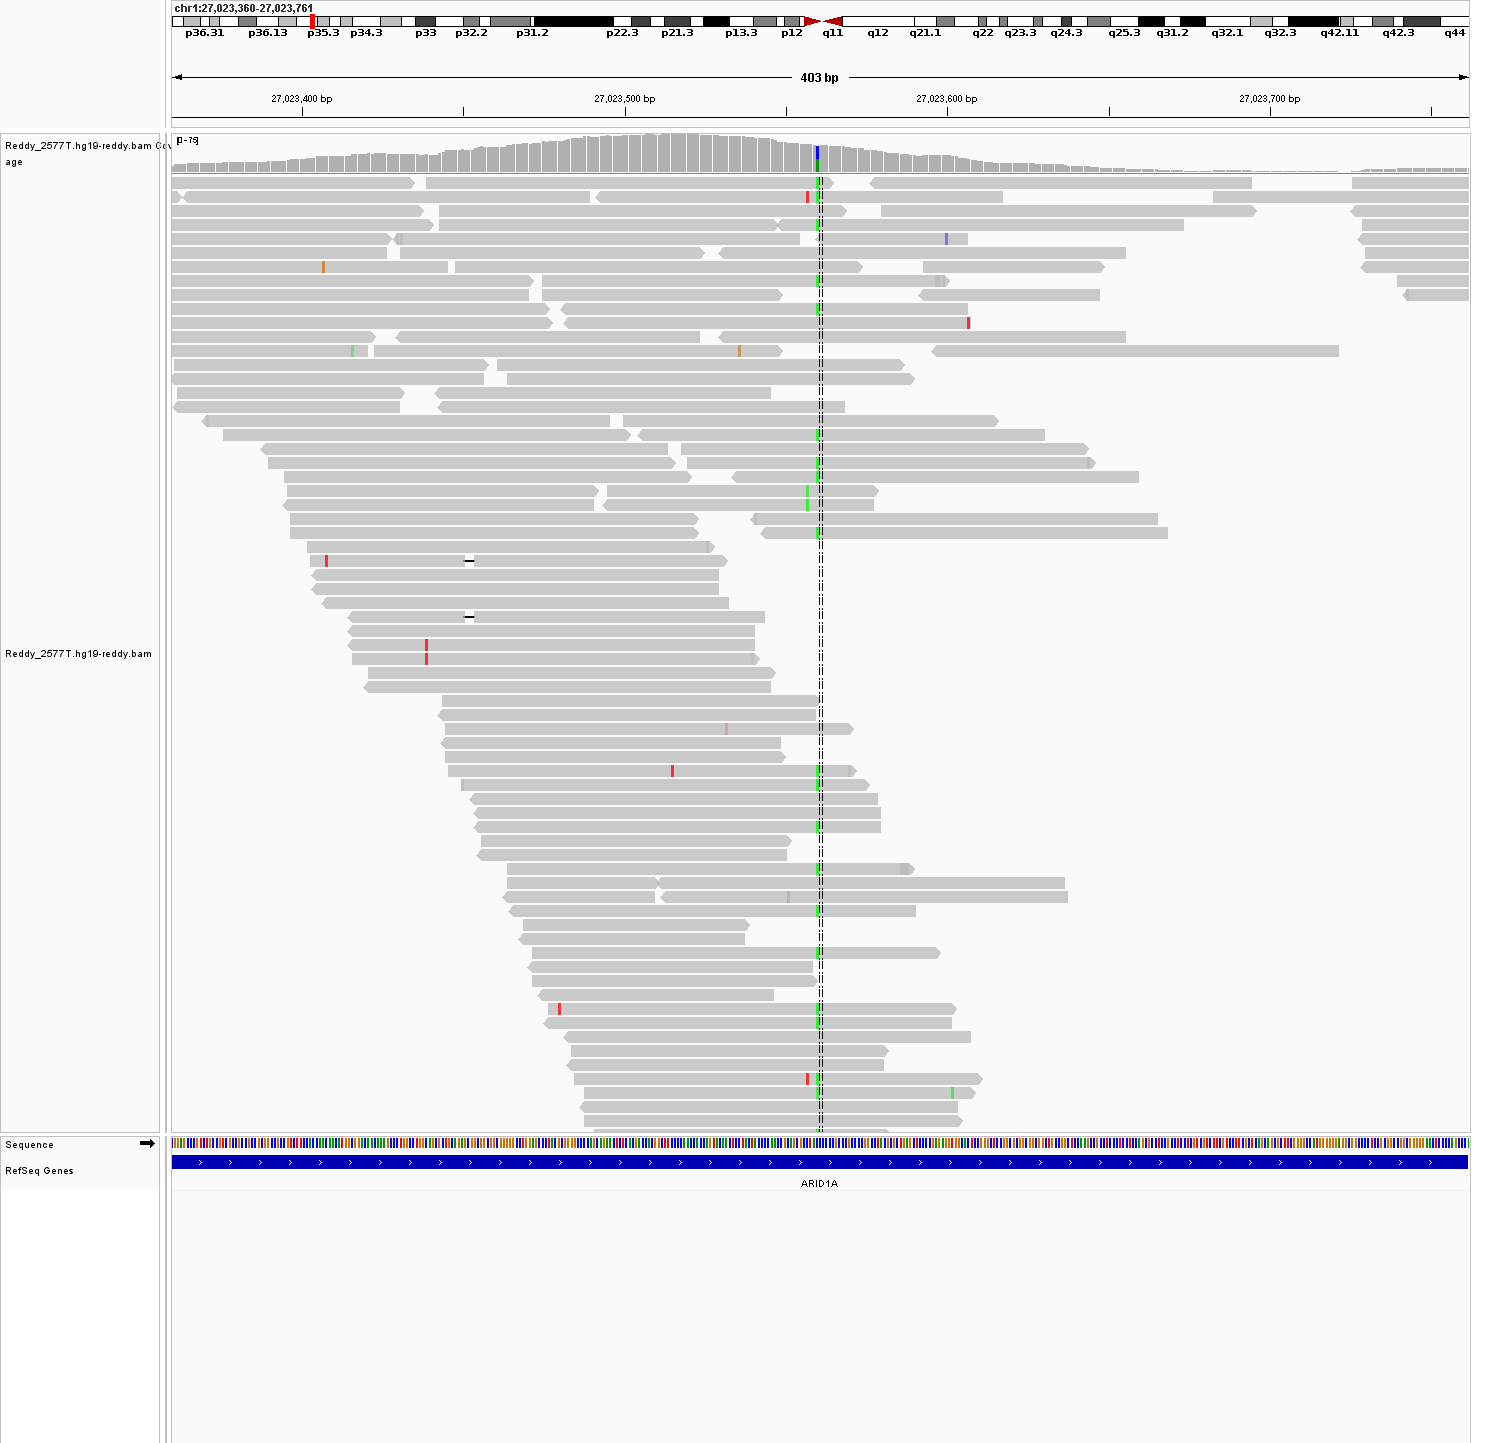 chr1:27,023,360-27,023,761
p36.31 p36.13 p35.3 p34.3 p33 p32.2 p31.2 p22.3 p21.3 p13.3 p12 q11 q12 q21.1 q22 q23.3 q24.3 q25.3 q31.2 q32.1 q32.3 q42.11 q42.3 q44
403 bp
27,023,400 bp 27,023,500 bp 27,023,600 bp 27,023,700 bp
Reddy_2577T.hg19-reddy.bam Cov
age
[0-79]
Reddy_2577T.hg19-reddy.bam
Sequence
RefSeq Genes
ARID1A